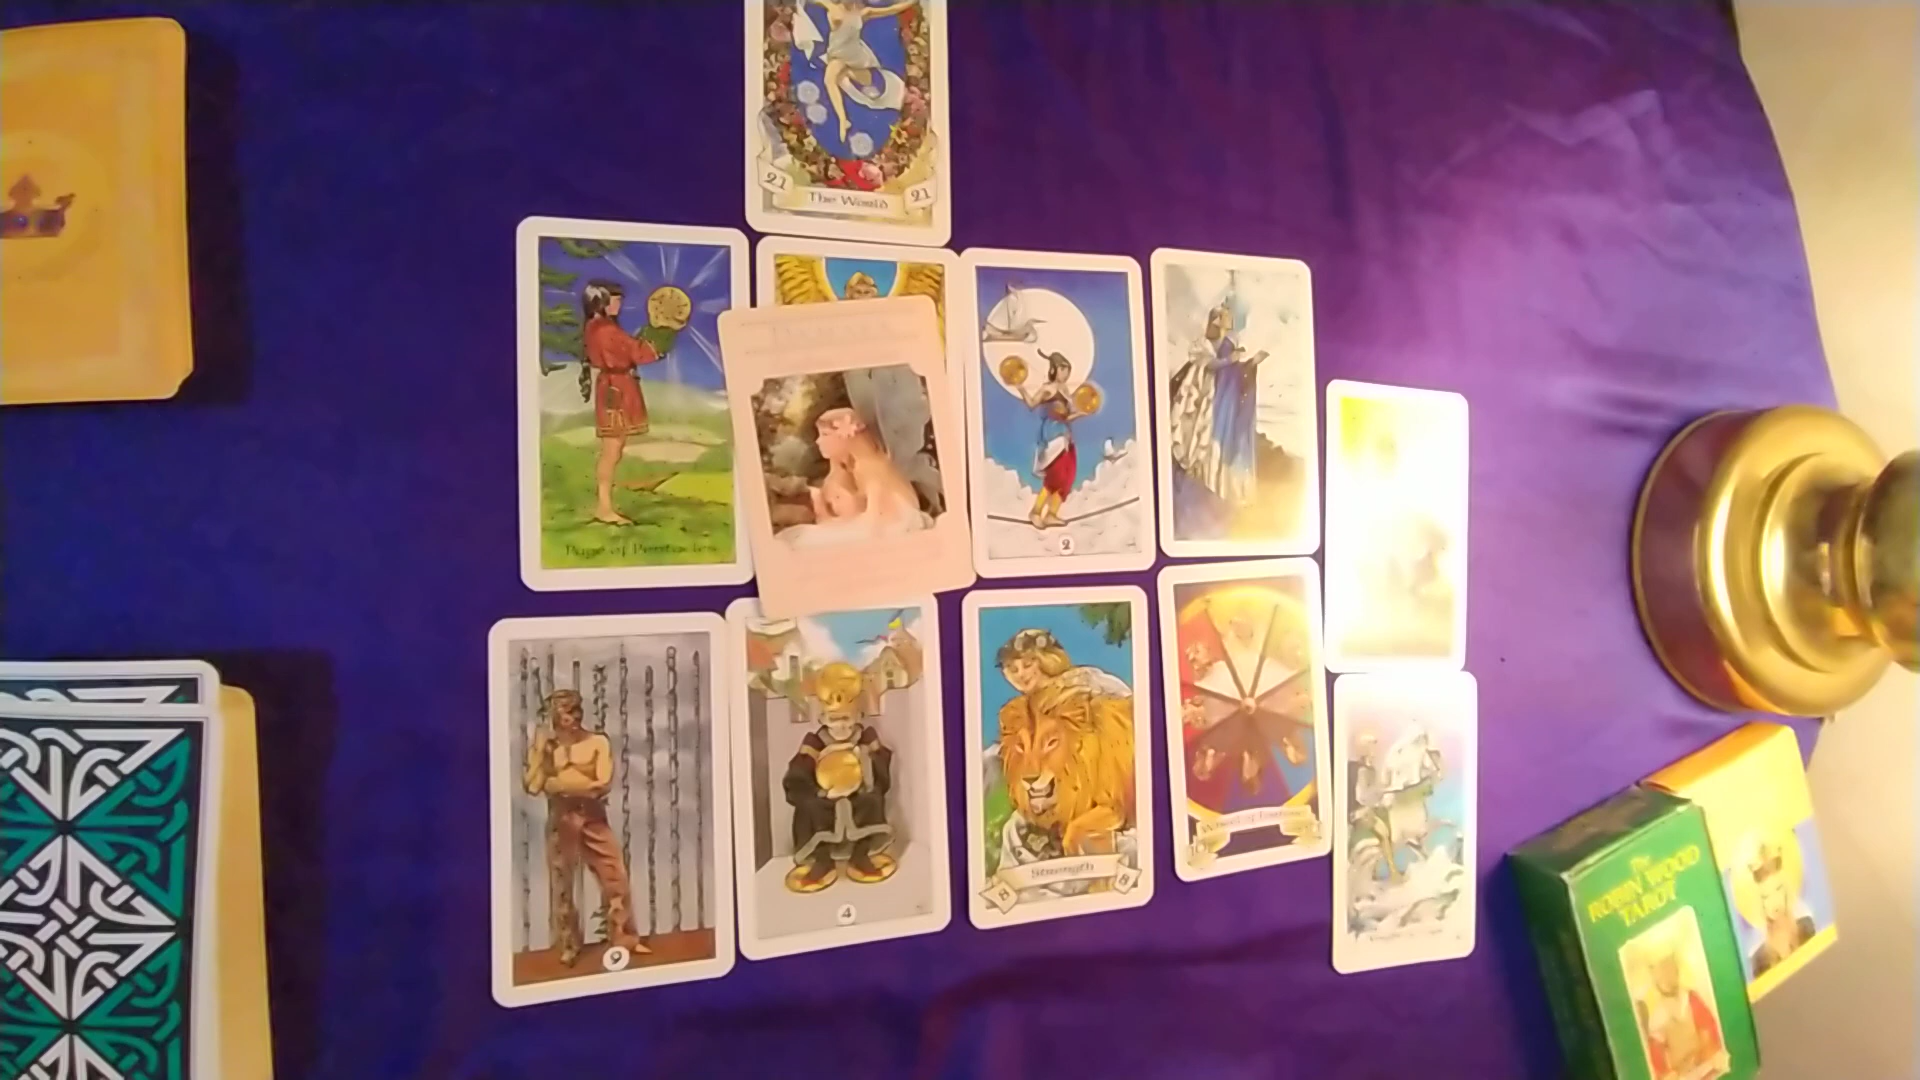 21
21
The World
Page of Pentacles
2
9
4
8
Strength
8
Wheel of Fortune
10
The
ROBIN WOOD
TAROT